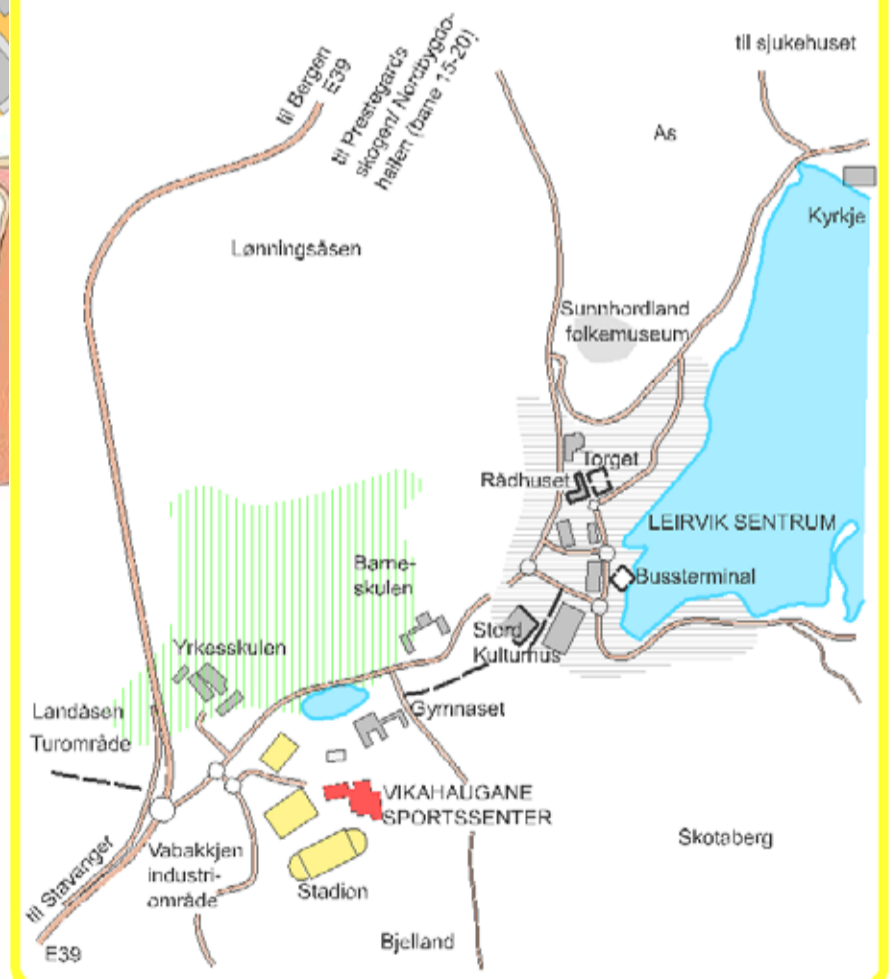 til Bergen
E39
til Prestegards
skogen/ Nordbygdo-
hallen (bane 15-20)
til sjukehuset
As
Kyrkje
Lønningsåsen
Sunnhordland
folkemuseum
Torget
Rådhuset
LEIRVIK SENTRUM
Bussterminal
Barne-
skulen
Stord
Kulturhus
Yrkesskulen
Gymnaset
Landåsen
Turområde
VIKAHAUGANE
SPORTSSENTER
Skotaberg
Vabakkjen
industri-
område
Stadion
til Stavanger
E39
Bjelland